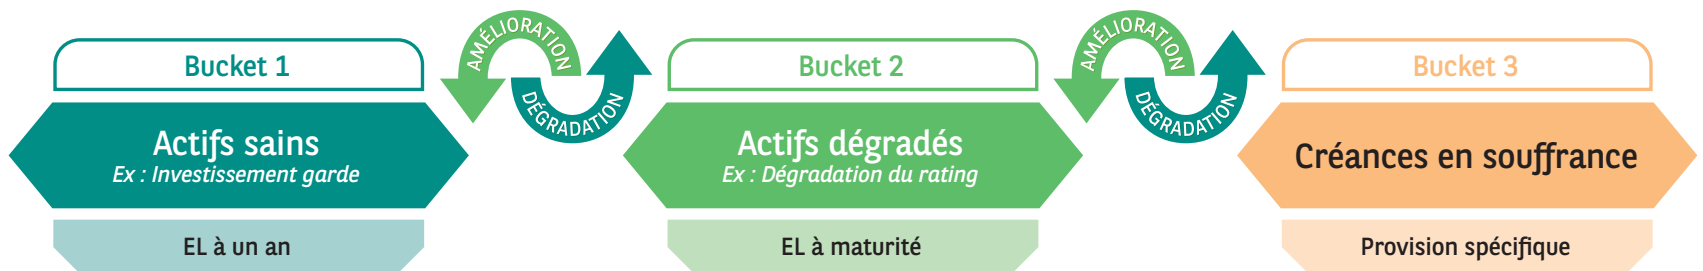 Bucket 1
Actifs sains
Ex : Investissement garde
EL à un an
AMÉLIORATION
DÉGRADATION
Bucket 2
Actifs dégradés
Ex : Dégradation du rating
EL à maturité
AMÉLIORATION
DÉGRADATION
Bucket 3
Créances en souffrance
Provision spécifique